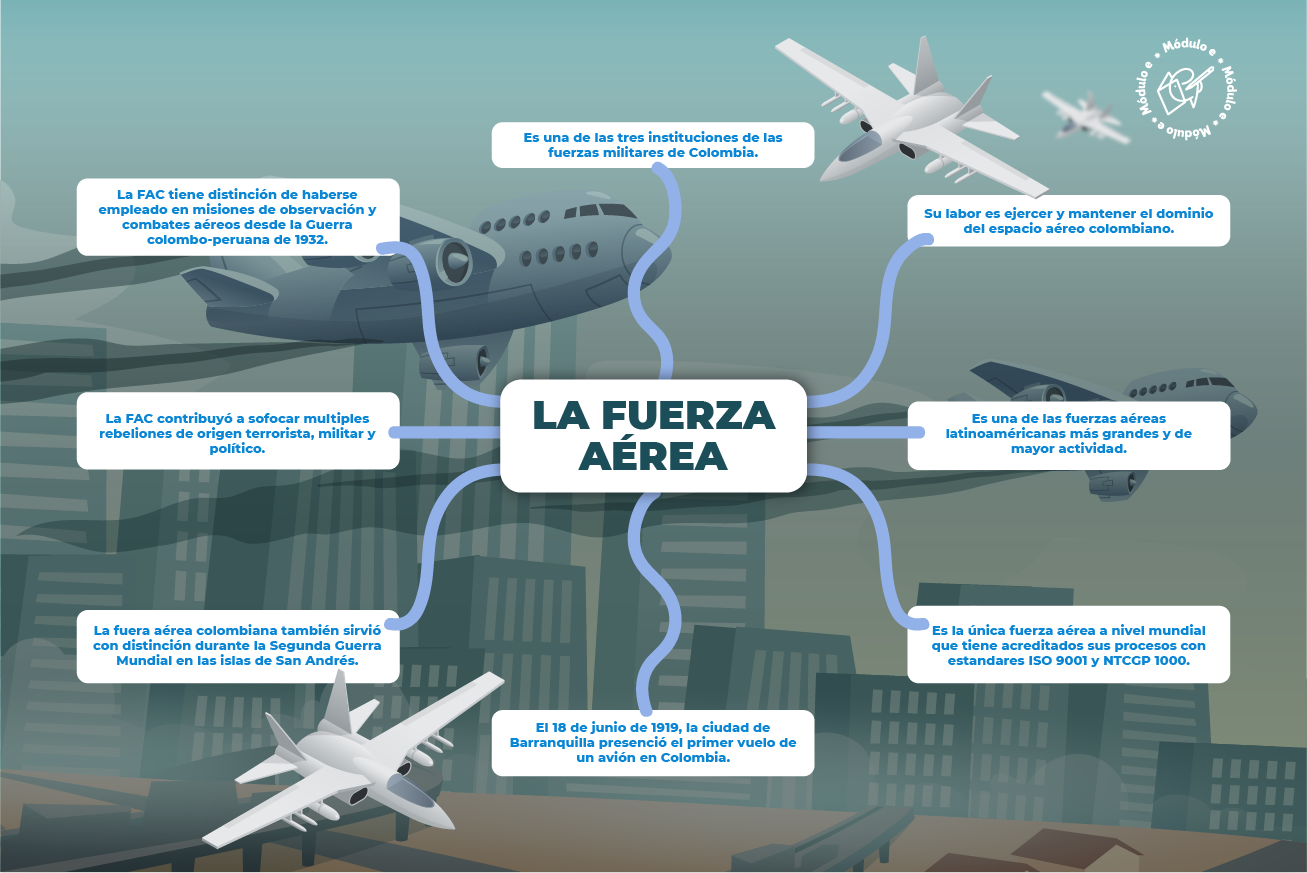 Módulo e • Módulo e • Módulo e • Módulo e •
Es una de las tres instituciones de las
fuerzas militares de Colombia.
La FAC tiene distinción de haberse
empleado en misiones de observación y
combates aéreos desde la Guerra
colombo-peruana de 1932.
Su labor es ejercer y mantener el dominio
del espacio aéreo colombiano.
LA FUERZA
AÉREA
La FAC contribuyó a sofocar multiples
rebeliones de origen terrorista, militar y
político.
Es una de las fuerzas aéreas
latinoaméricanas más grandes y de
mayor actividad.
La fuera aérea colombiana también sirvió
con distinción durante la Segunda Guerra
Mundial en las islas de San Andrés.
Es la única fuerza aérea a nivel mundial
que tiene acreditados sus procesos con
estandares ISO 9001 y NTCGP 1000.
El 18 de junio de 1919, la ciudad de
Barranquilla presenció el primer vuelo de
un avión en Colombia.